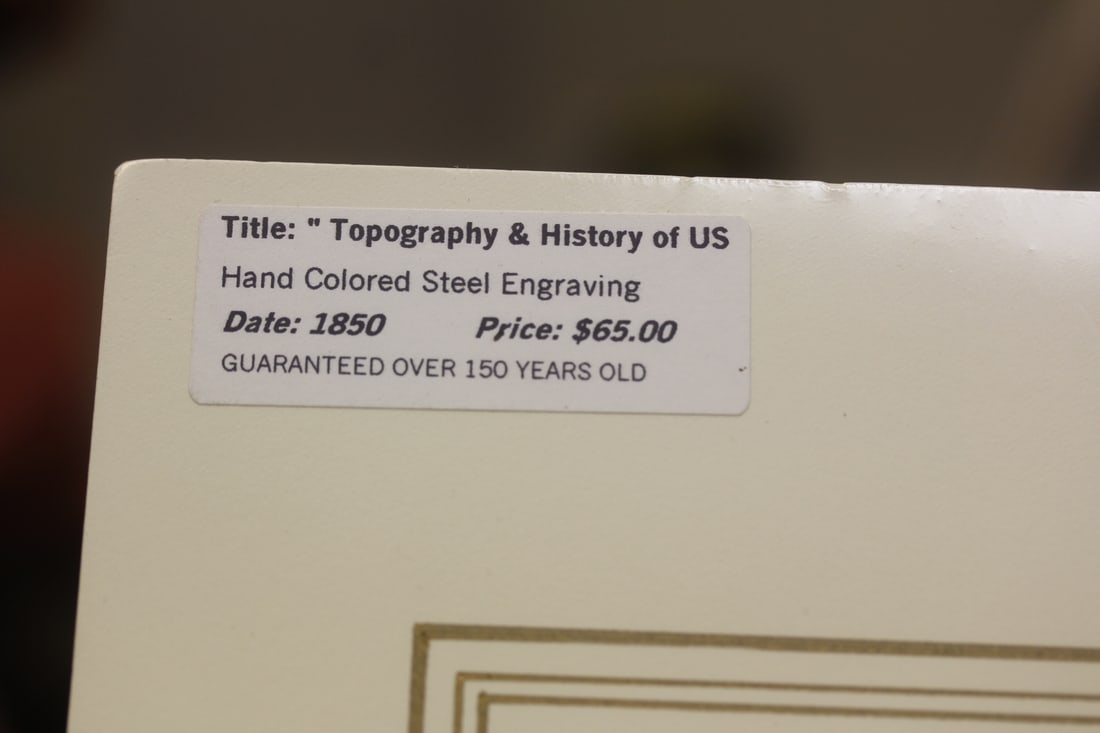 Title: " Topography & History of US
Hand Colored Steel Engraving
Date: 1850 Price: $65.00
GUARANTEED OVER 150 YEARS OLD